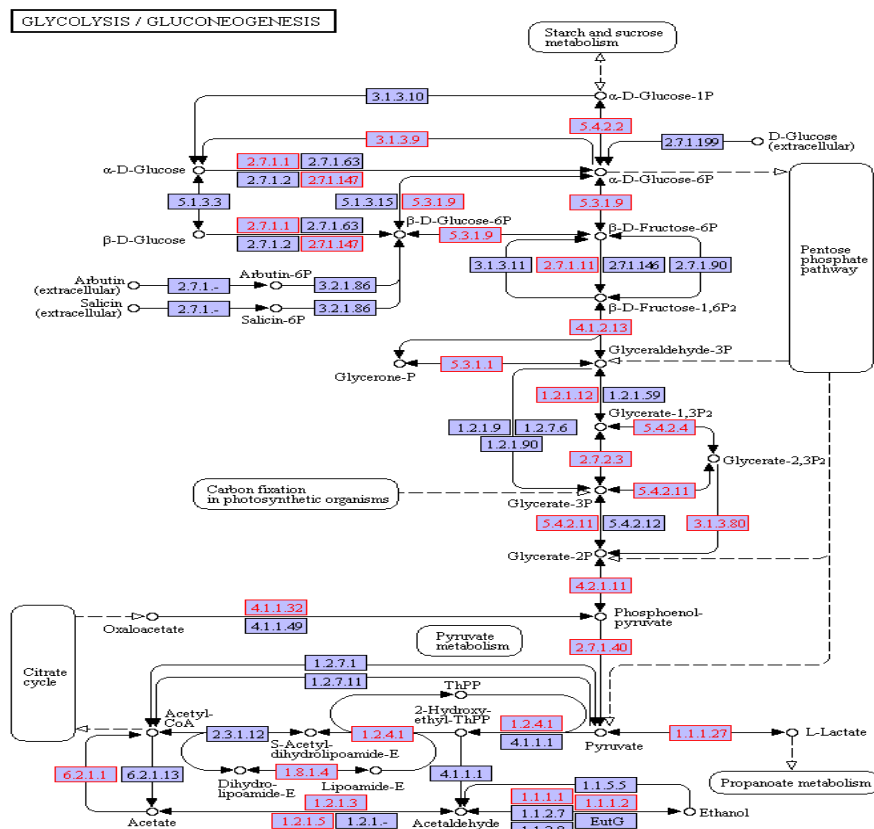 GLYCOLYSIS / GLUCONEOGENESIS
Starch and sucrose
metabolism
3.1.3.10
α-D-Glucose-1P
5.4.2.2
3.1.3.9
2.7.1.199
D-Glucose
(extracellular)
α-D-Glucose
2.7.1.1
2.7.1.63
2.7.1.2
2.7.1.147
α-D-Glucose-6P
5.1.3.3
5.1.3.15
5.3.1.9
5.3.1.9
β-D-Glucose
2.7.1.1
2.7.1.63
2.7.1.2
2.7.1.147
β-D-Glucose-6P
5.3.1.9
β-D-Fructose-6P
Pentose
phosphate
pathway
3.1.3.11
2.7.1.11
2.7.1.146
2.7.1.90
Arbutin
(extracellular)
2.7.1.-
Arbutin-6P
3.2.1.86
Salicin
(extracellular)
2.7.1.-
Salicin-6P
3.2.1.86
β-D-Fructose-1,6P2
4.1.2.13
Glyceraldehyde-3P
Glycerone-P
5.3.1.1
1.2.1.12
1.2.1.59
1.2.1.9
1.2.7.6
1.2.1.90
Glycerate-1,3P2
5.4.2.4
2.7.2.3
Glycerate-2,3P2
Carbon fixation
in photosynthetic organisms
5.4.2.11
Glycerate-3P
5.4.2.11
5.4.2.12
3.1.3.80
Glycerate-2P
4.2.1.11
Citrate
cycle
Oxaloacetate
4.1.1.32
4.1.1.49
Phosphoenol-
pyruvate
Pyruvate
metabolism
2.7.1.40
1.2.7.1
1.2.7.11
ThPP
Acetyl-
CoA
2-Hydroxy-
ethyl-ThPP
2.3.1.12
S-Acetyl-
dihydrolipoamide-E
1.2.4.1
1.2.4.1
4.1.1.1
Pyruvate
1.1.1.27
L-Lactate
6.2.1.1
6.2.1.13
Dihydro-
lipoamide-E
1.8.1.4
Lipoamide-E
4.1.1.1
Propanoate metabolism
Acetate
1.2.1.3
1.2.1.5
1.2.1.-
Acetaldehyde
1.1.5.5
1.1.1.1
1.1.1.2
1.1.2.7
EutG
Ethanol